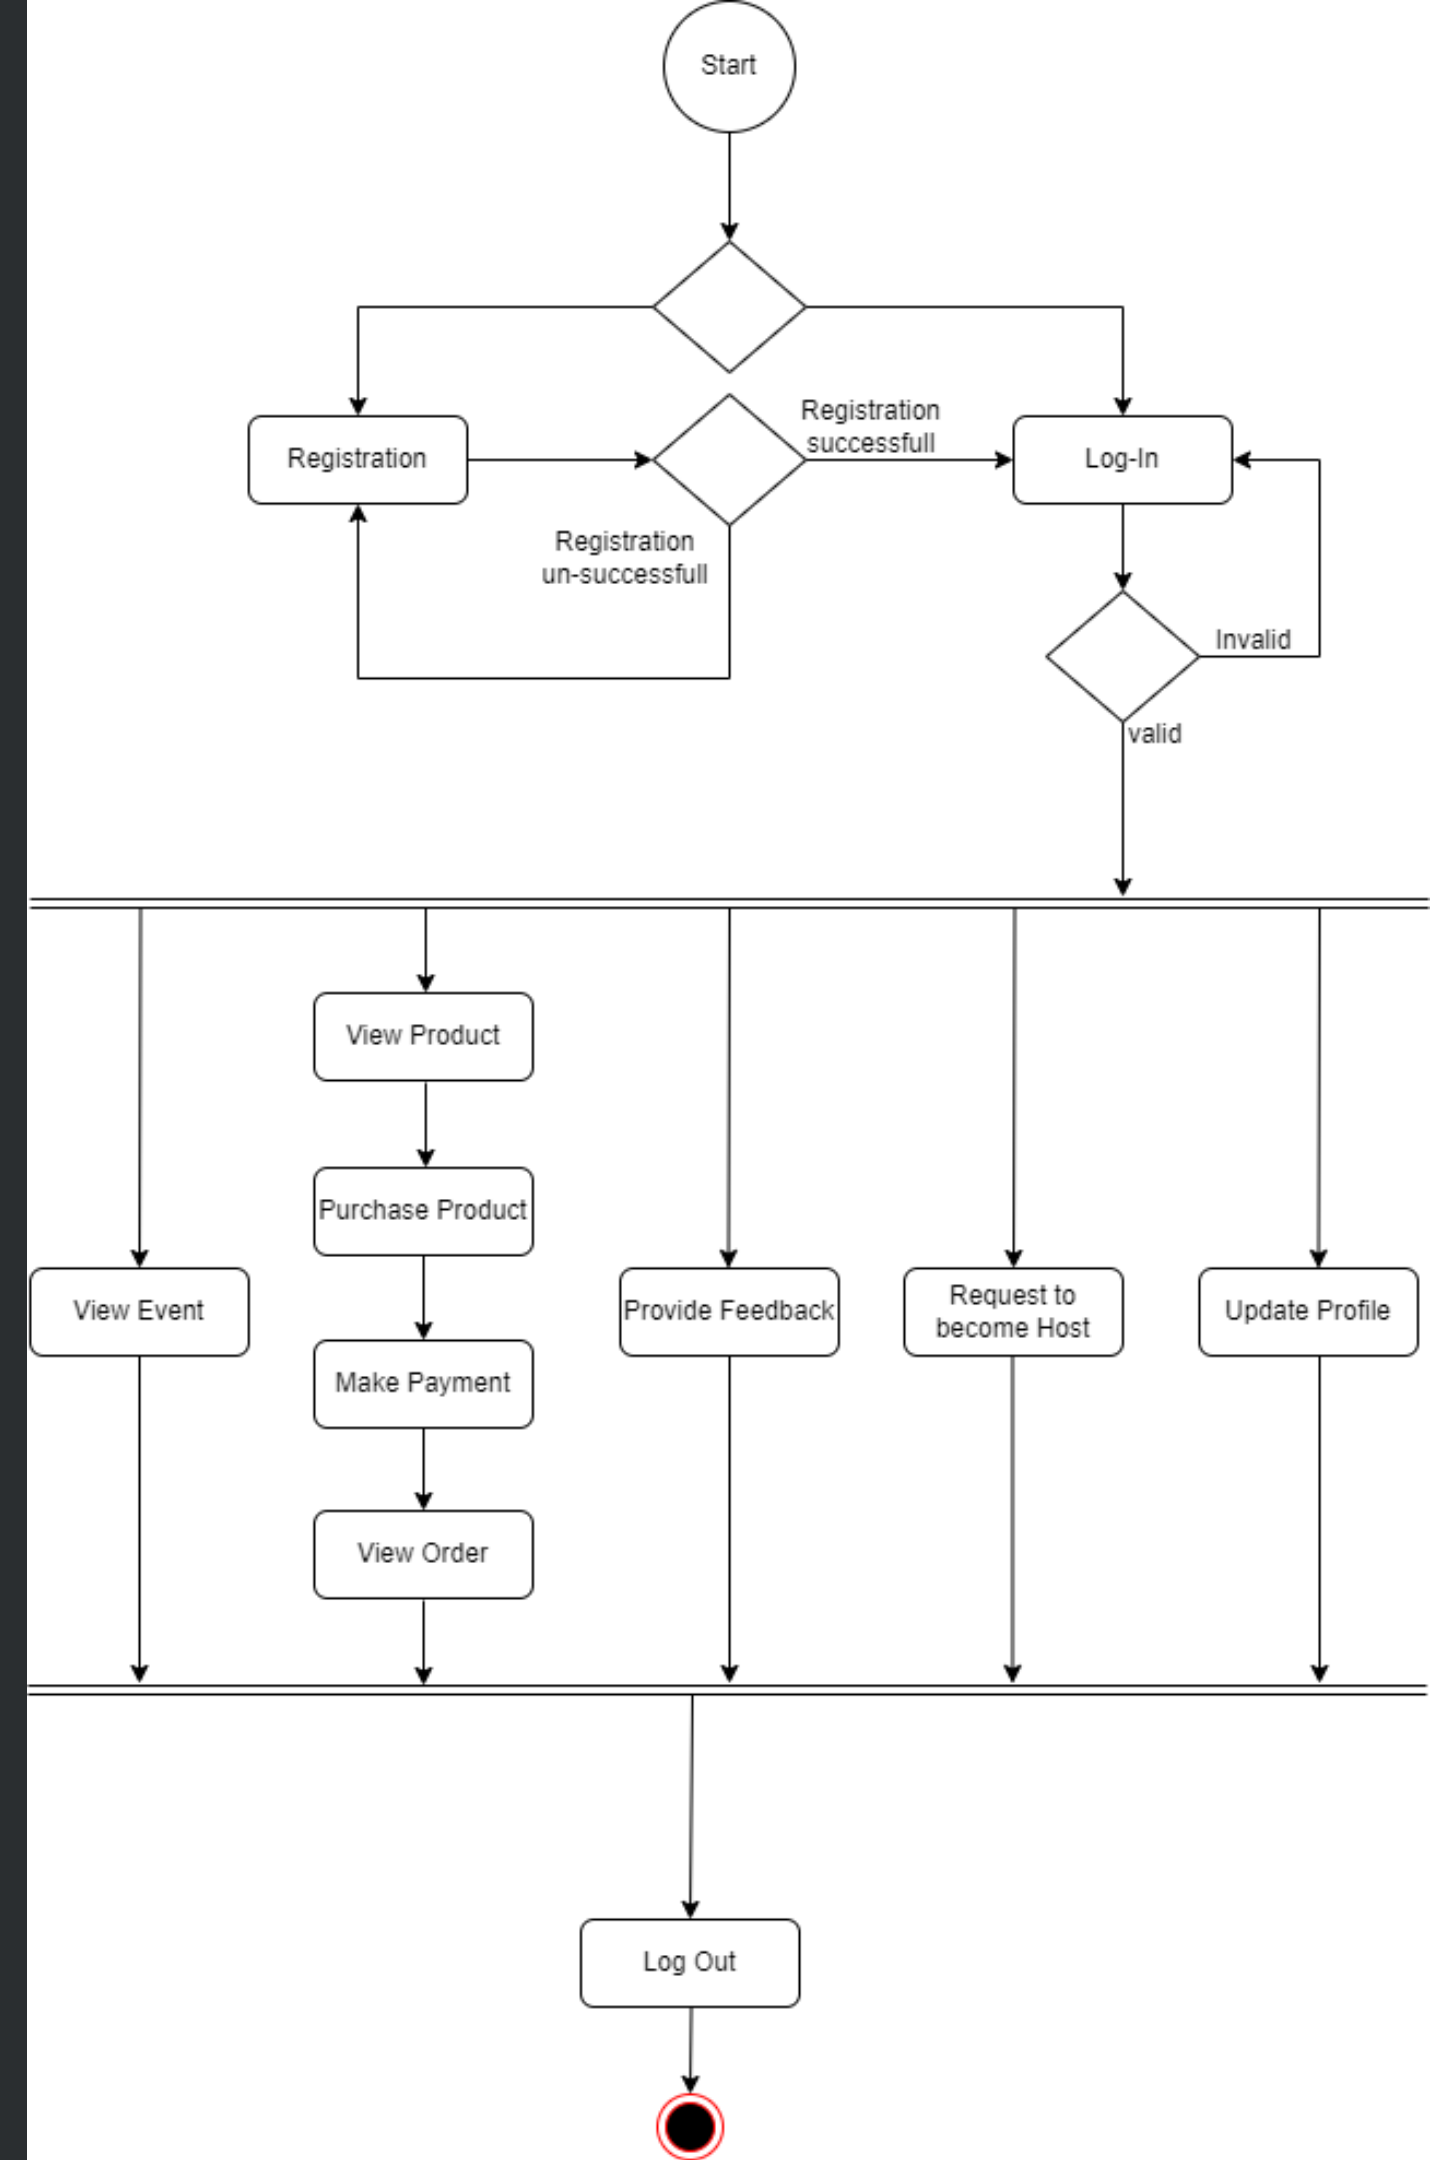 Start
Registration
successfull
Registration
Log-In
Registration
un-successfull
Invalid
valid
View Product
Purchase Product
View Event
Provide Feedback
Request to
become Host
Update Profile
Make Payment
View Order
Log Out